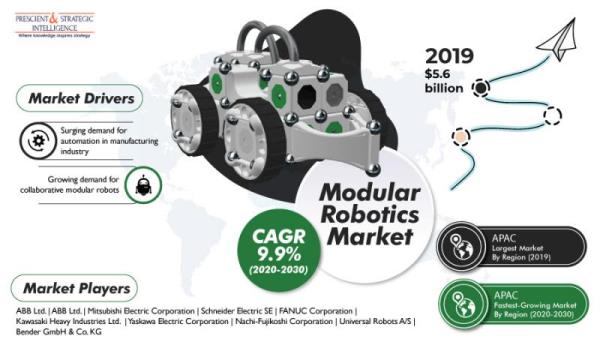 PRESCIENT & STRATEGIC
INTELLIGENCE
Where knowledge inspires strategy
Market Drivers
Surging demand for
automation in manufacturing
industry
Growing demand for
collaborative modular robots
2019
$5.6
billion
Modular
Robotics
Market
CAGR
9.9%
(2020-2030)
APAC
Largest Market
By Region (2019)
APAC
Fastest-Growing Market
By Region (2020-2030)
Market Players
ABB Ltd. | ABB Ltd. | Mitsubishi Electric Corporation | Schneider Electric SE | FANUC Corporation |
Kawasaki Heavy Industries Ltd. | Yaskawa Electric Corporation | Nachi-Fujikoshi Corporation | Universal Robots A/S |
Bender GmbH & Co. KG